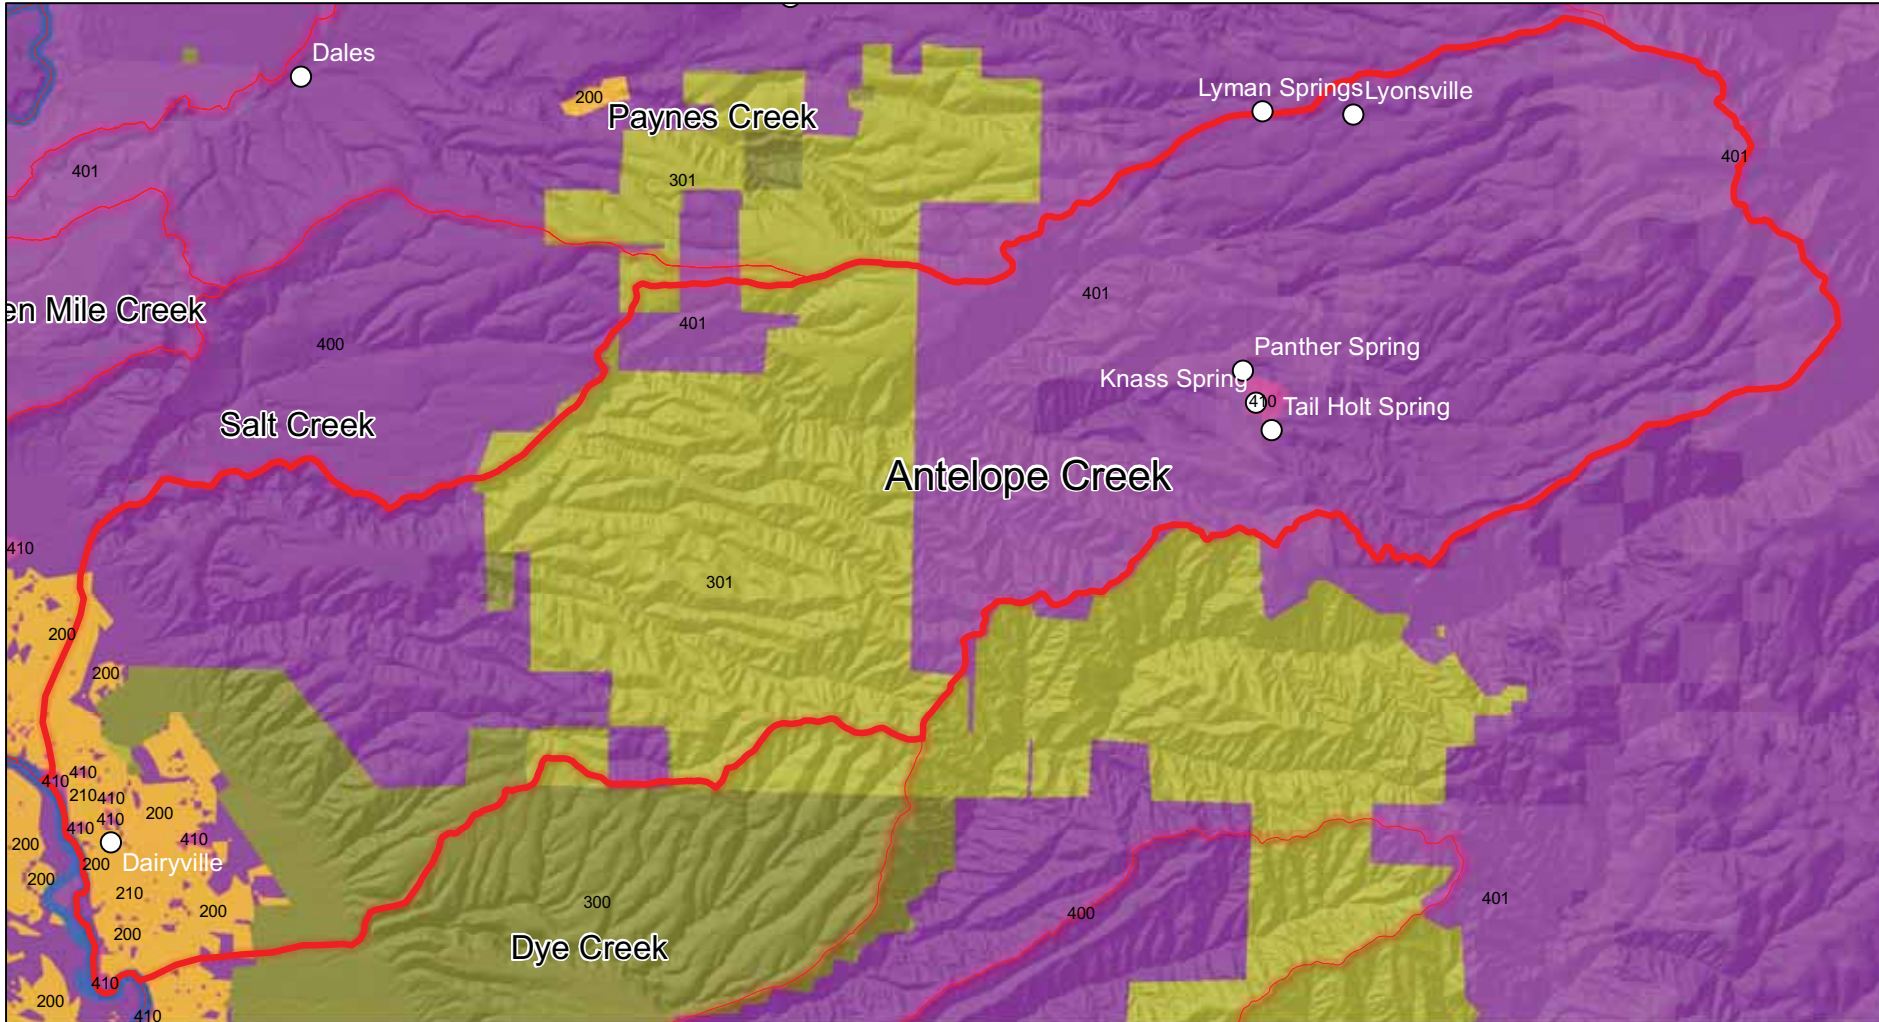 Dales
200
Paynes Creek
Lyman Springs
Lyonsville
401
401
301
401
en Mile Creek
401
400
Panther Spring
Knass Spring
410
Tail Holt Spring
Salt Creek
Antelope Creek
410
301
200
200
410
410
210
410
200
410
410
410
200
Dairyville
200
200
210
200
300
400
401
200
Dye Creek
410
200
410